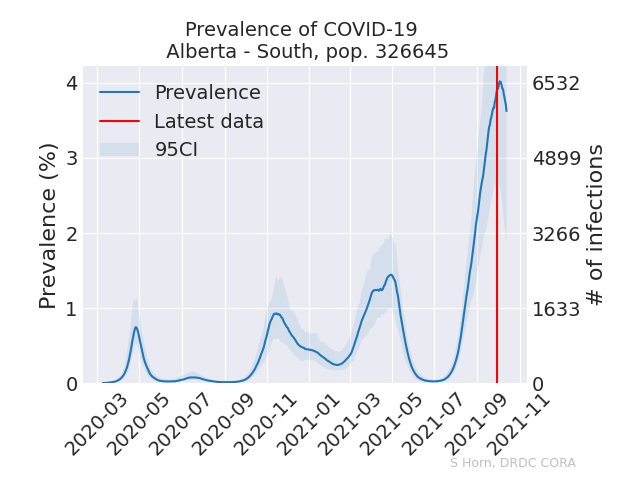 Prevalence of COVID-19
Alberta - South, pop. 326645
Prevalence
Latest data
95CI
Prevalence (%)
4
3
2
1
0
6532
4899
3266
1633
0
# of infections
2020-03
2020-05
2020-07
2020-09
2020-11
2021-01
2021-03
2021-05
2021-07
2021-09
2021-11
S Horn, DRDC CORA